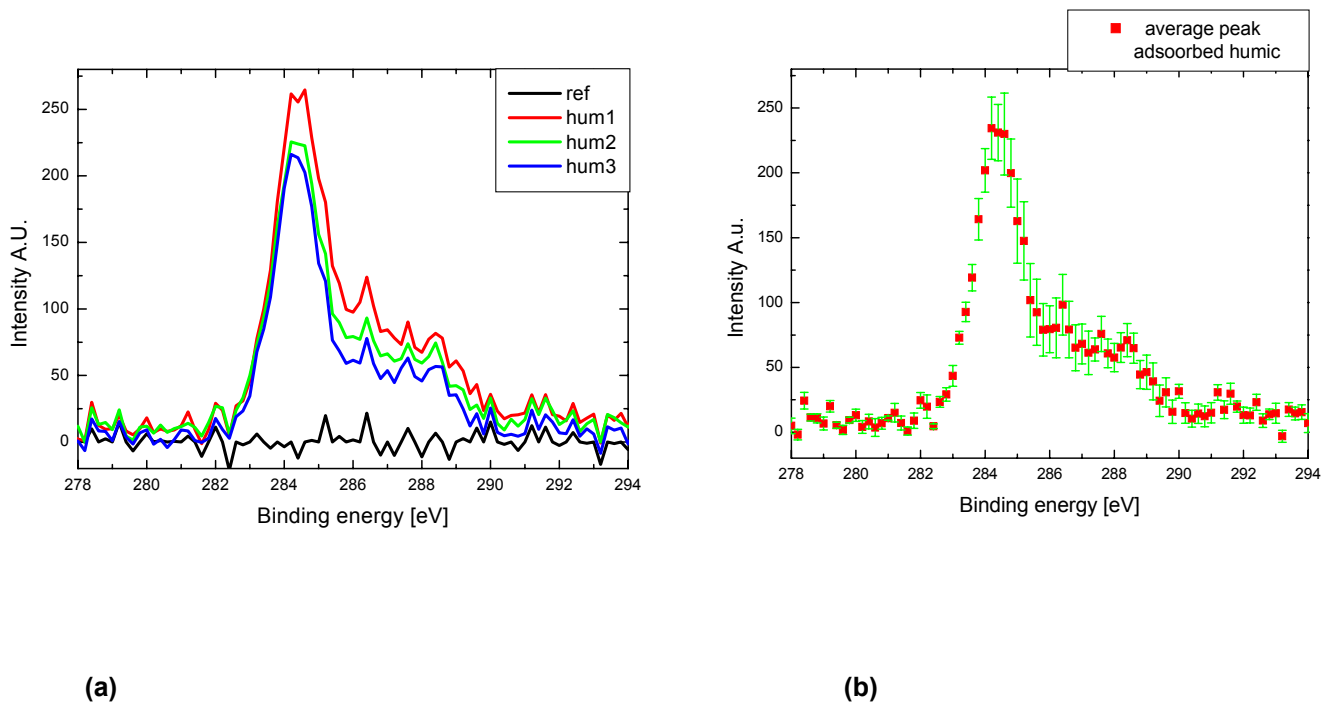 ref
hum1
hum2
hum3
250
200
150
100
50
0
Intensity A.U.
278 280 282 284 286 288 290 292 294
Binding energy [eV]
(a)
average peak
adsoorbed humic
250
200
150
100
50
0
Intensity A.u.
278 280 282 284 286 288 290 292 294
Binding energy [eV]
(b)